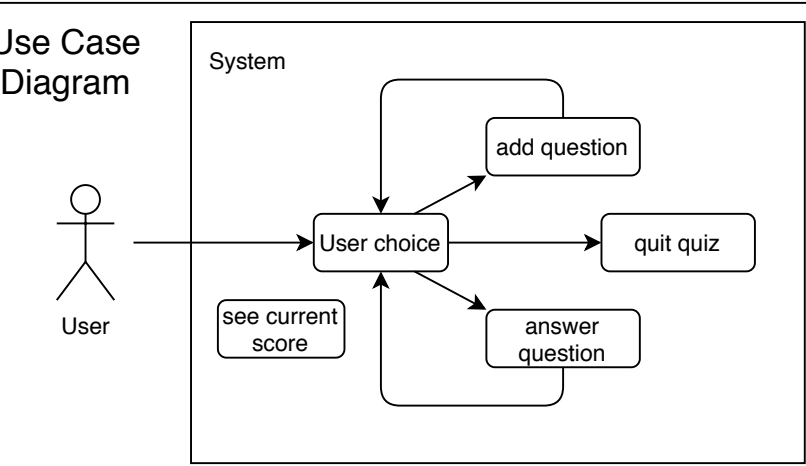 Use Case
Diagram
System
add question
User choice
quit quiz
see current
score
User
answer
question